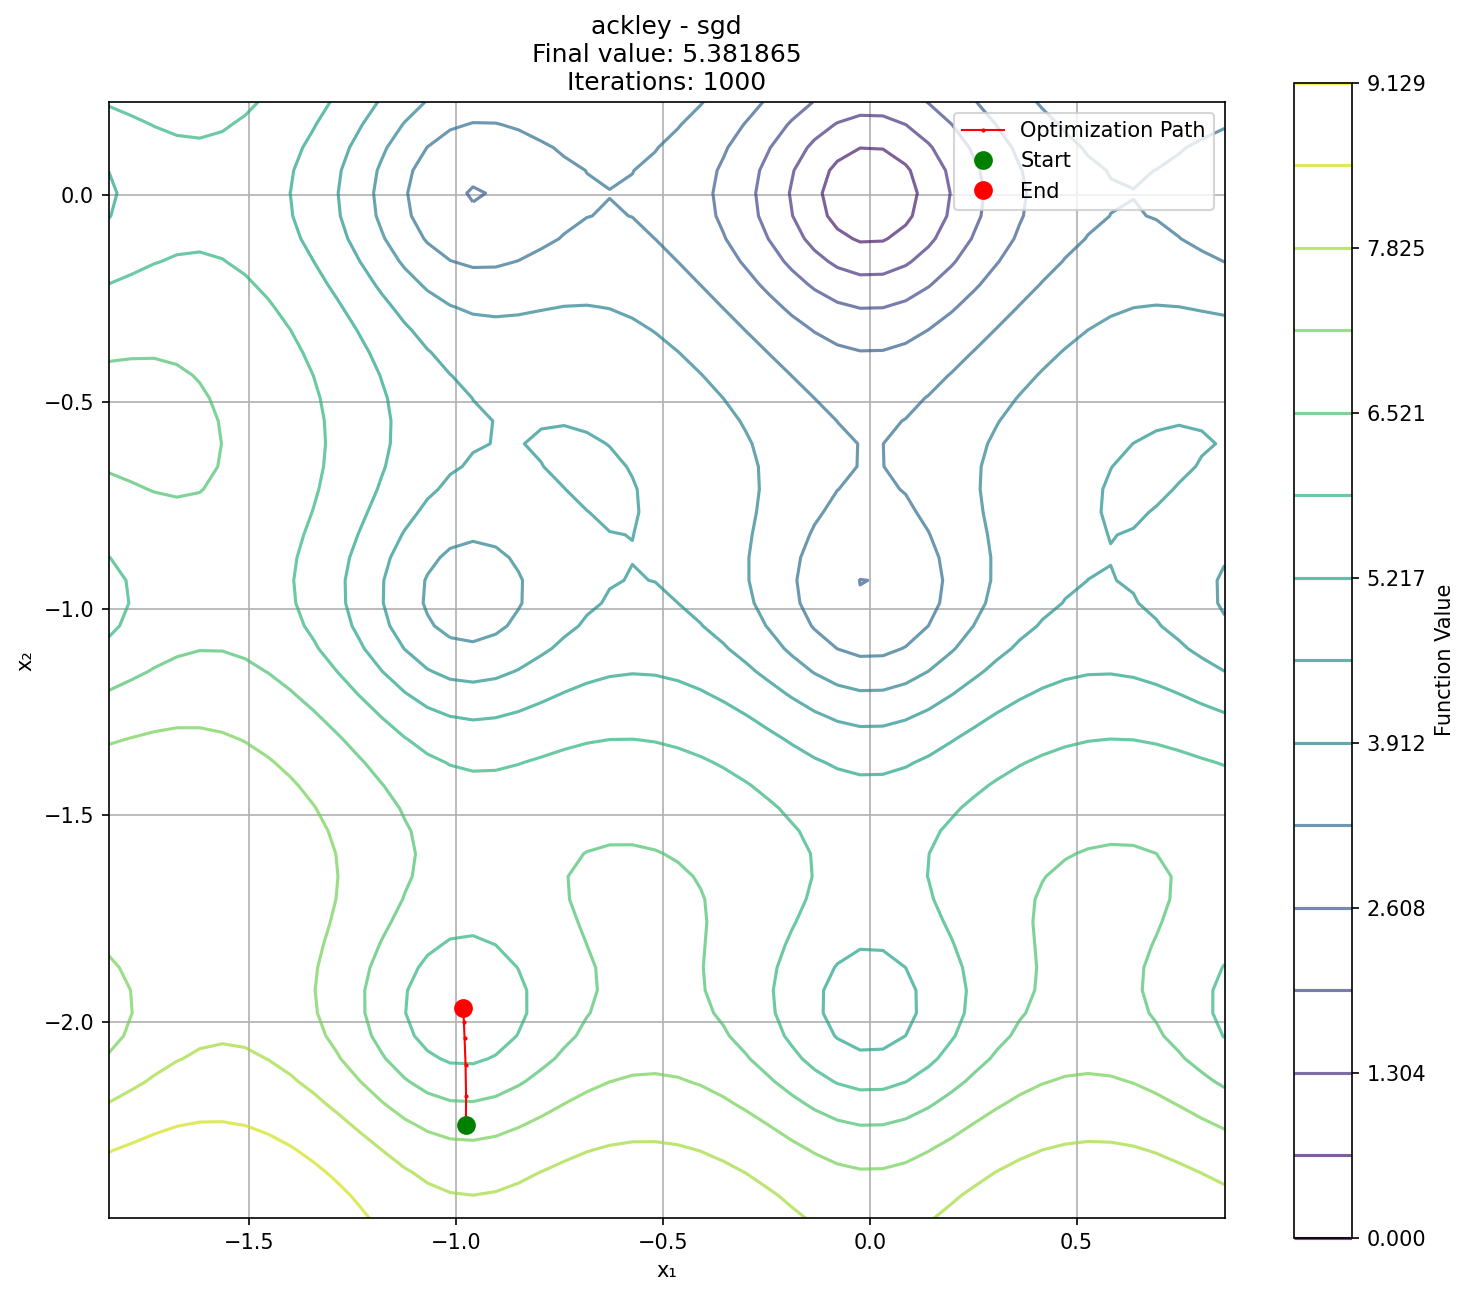 ackley - sgd
Final value: 5.381865
Iterations: 1000
Optimization Path
Start
End
0.0
−0.5
−1.0
−1.5
−2.0
x₂
−1.5
−1.0
−0.5
0.0
0.5
x₁
9.129
7.825
6.521
5.217
3.912
2.608
1.304
0.000
Function Value